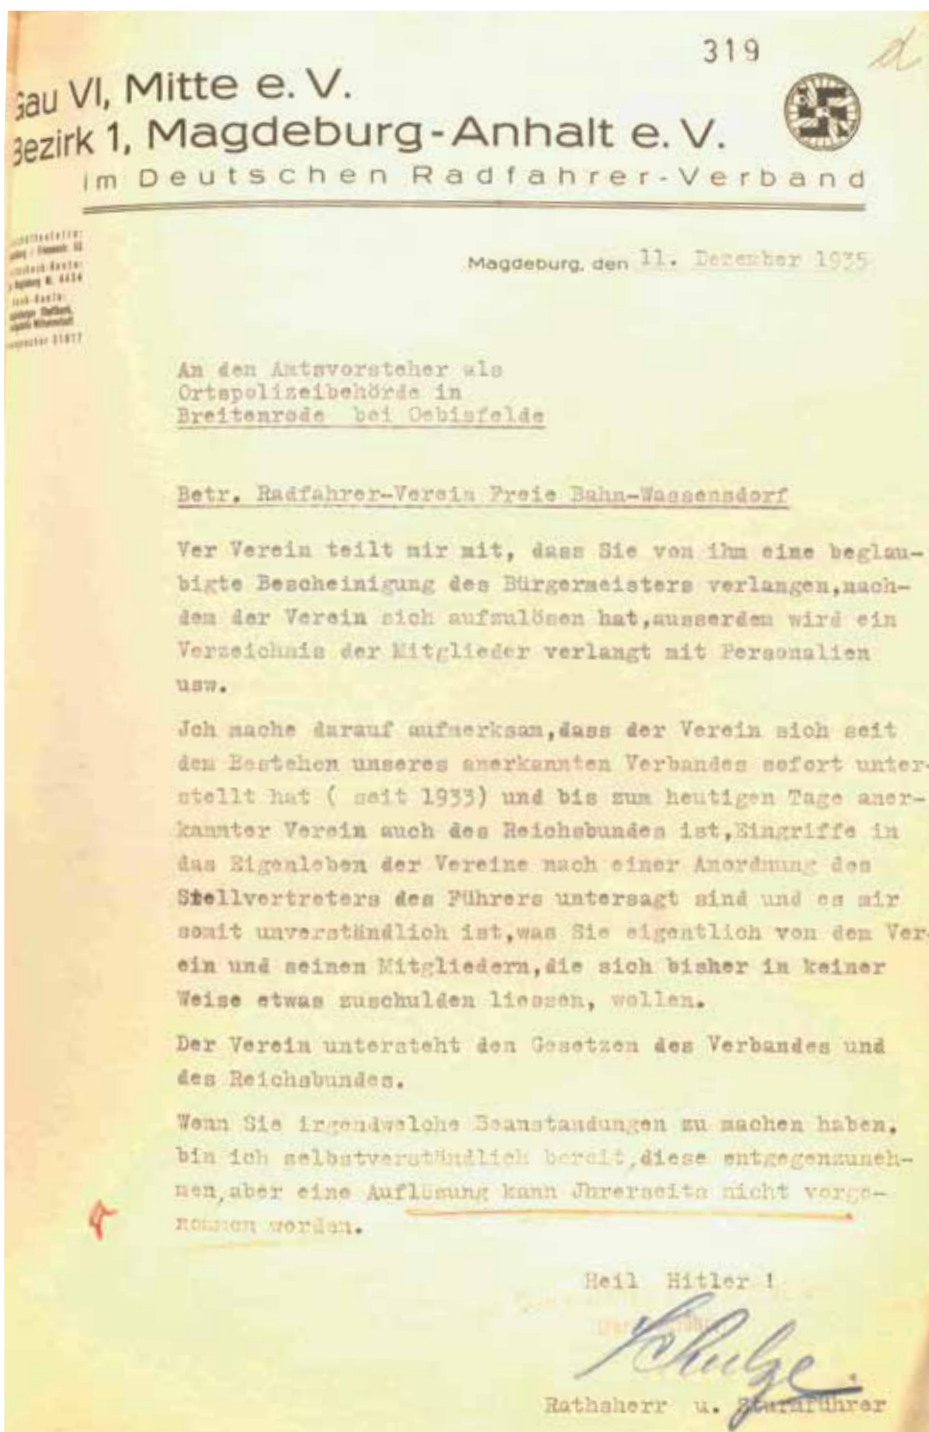 319
d
Gau VI, Mitte e. V.
Bezirk 1, Magdeburg-Anhalt e. V.
im Deutschen Radfahrer-Verband
Magdeburg, den 11. Dezember 1935
An den Amtsvorsteher als
Ortspolizeibehörde in
Breitenrode bei Oebisfelde
Betr. Radfahrer-Verein Freie Bahn-Wassensdorf
Ver Verein teilt mir mit, dass Sie von ihm eine beglau-
bigte Bescheinigung des Bürgermeisters verlangen,nach-
dem der Verein sich aufzulösen hat,ausserdem wird ein
Verzeichnis der Mitglieder verlangt mit Personalien
usw.
Jch mache darauf aufmerksam,dass der Verein sich seit
dem Bestehen unseres anerkannten Verbandes sofort unter-
stellt hat ( seit 1933) und bis zum heutigen Tage aner-
kannter Verein auch des Reichsbundes ist,Eingriffe in
das Eigenleben der Vereine nach einer Anordnung des
Stellvertreters des Führers untersagt sind und es mir
somit unverständlich ist,was Sie eigentlich von dem Ver-
ein und seinen Mitgliedern,die sich bisher in keiner
Weise etwas zuschulden liessen, wollen.
Der Verein untersteht den Gesetzen des Verbandes und
des Reichsbundes.
Wenn Sie irgendwelche Beanstandungen zu machen haben,
bin ich selbstverständlich bereit,diese entgegenzuneh-
men,aber eine Auflösung kann Jhrerseits nicht vorge-
nommen werden.
Heil Hitler !
Schulze.
Rathsherr u. Sturmführer